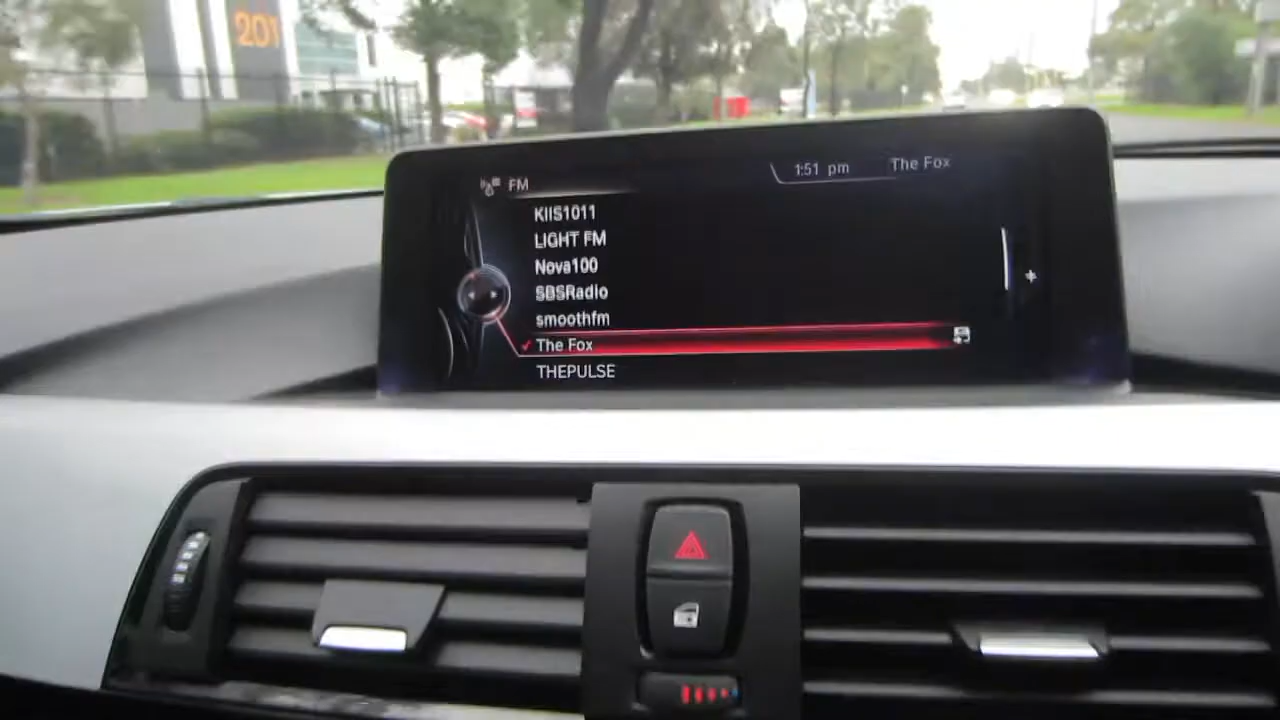 201
FM
1:51 pm
The Fox
KIIS1011
LIGHT FM
Nova100
SBSRadio
smoothfm
The Fox
THEPULSE